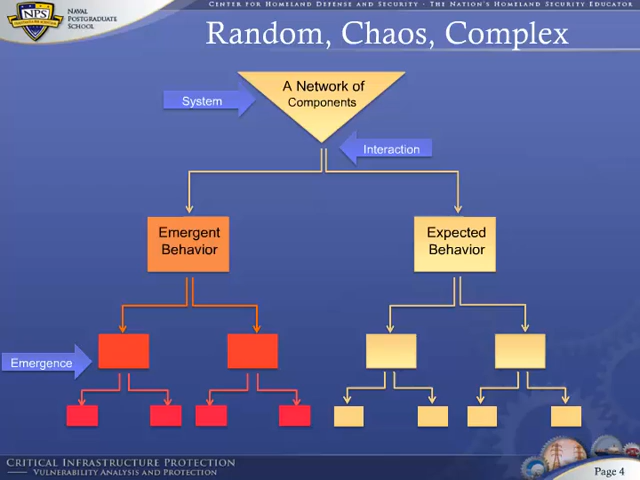 CENTER FOR HOMELAND DEFENSE AND SECURITY · THE NATION'S HOMELAND SECURITY EDUCATOR
NPS
NAVAL
POSTGRADUATE
SCHOOL
Random, Chaos, Complex
A Network of
Components
System
Interaction
Emergent
Behavior
Expected
Behavior
Emergence
CRITICAL INFRASTRUCTURE PROTECTION
VULNERABILITY ANALYSIS AND PROTECTION
Page 4